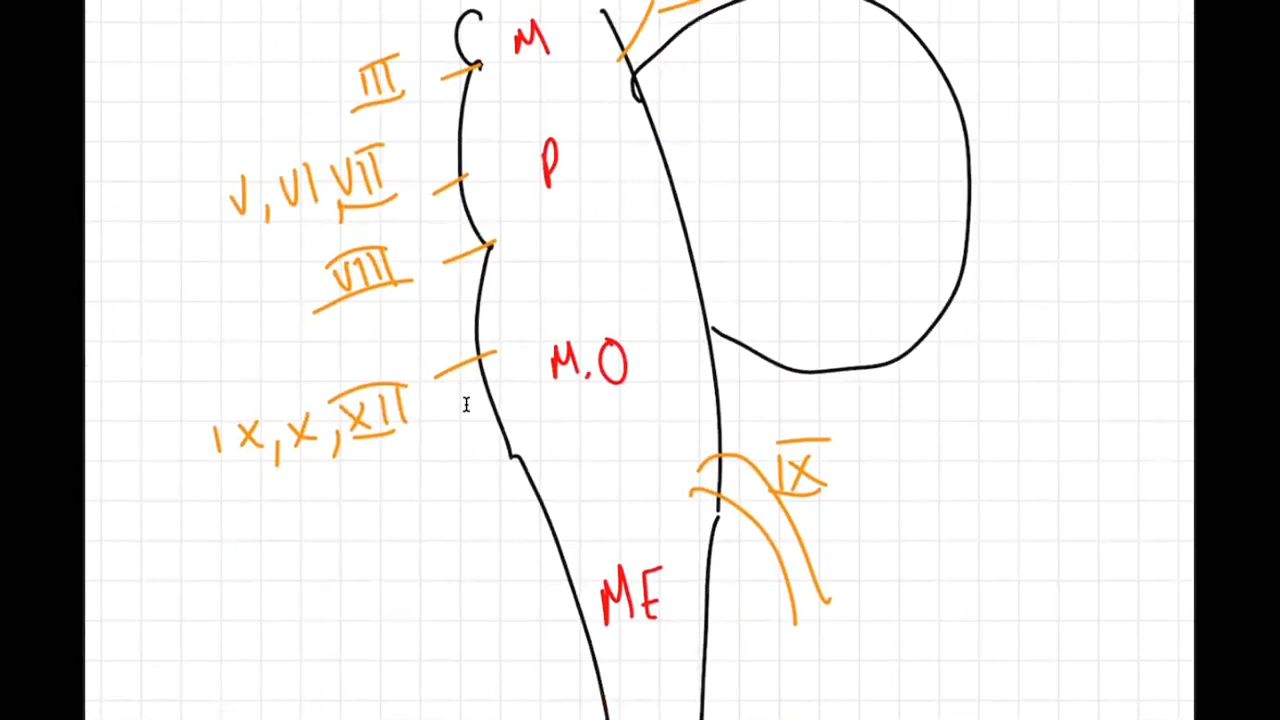 M
III
P
V, VI VII
VIII
M.O
IX, X, XII
IX
ME